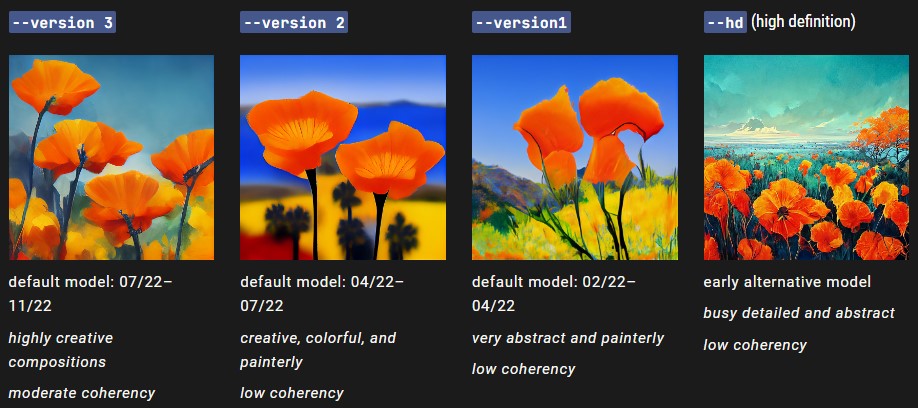 --version 3
default model: 07/22–
11/22
highly creative
compositions
moderate coherency
--version 2
default model: 04/22–
07/22
creative, colorful, and
painterly
low coherency
--version1
default model: 02/22–
04/22
very abstract and painterly
low coherency
--hd (high definition)
early alternative model
busy detailed and abstract
low coherency